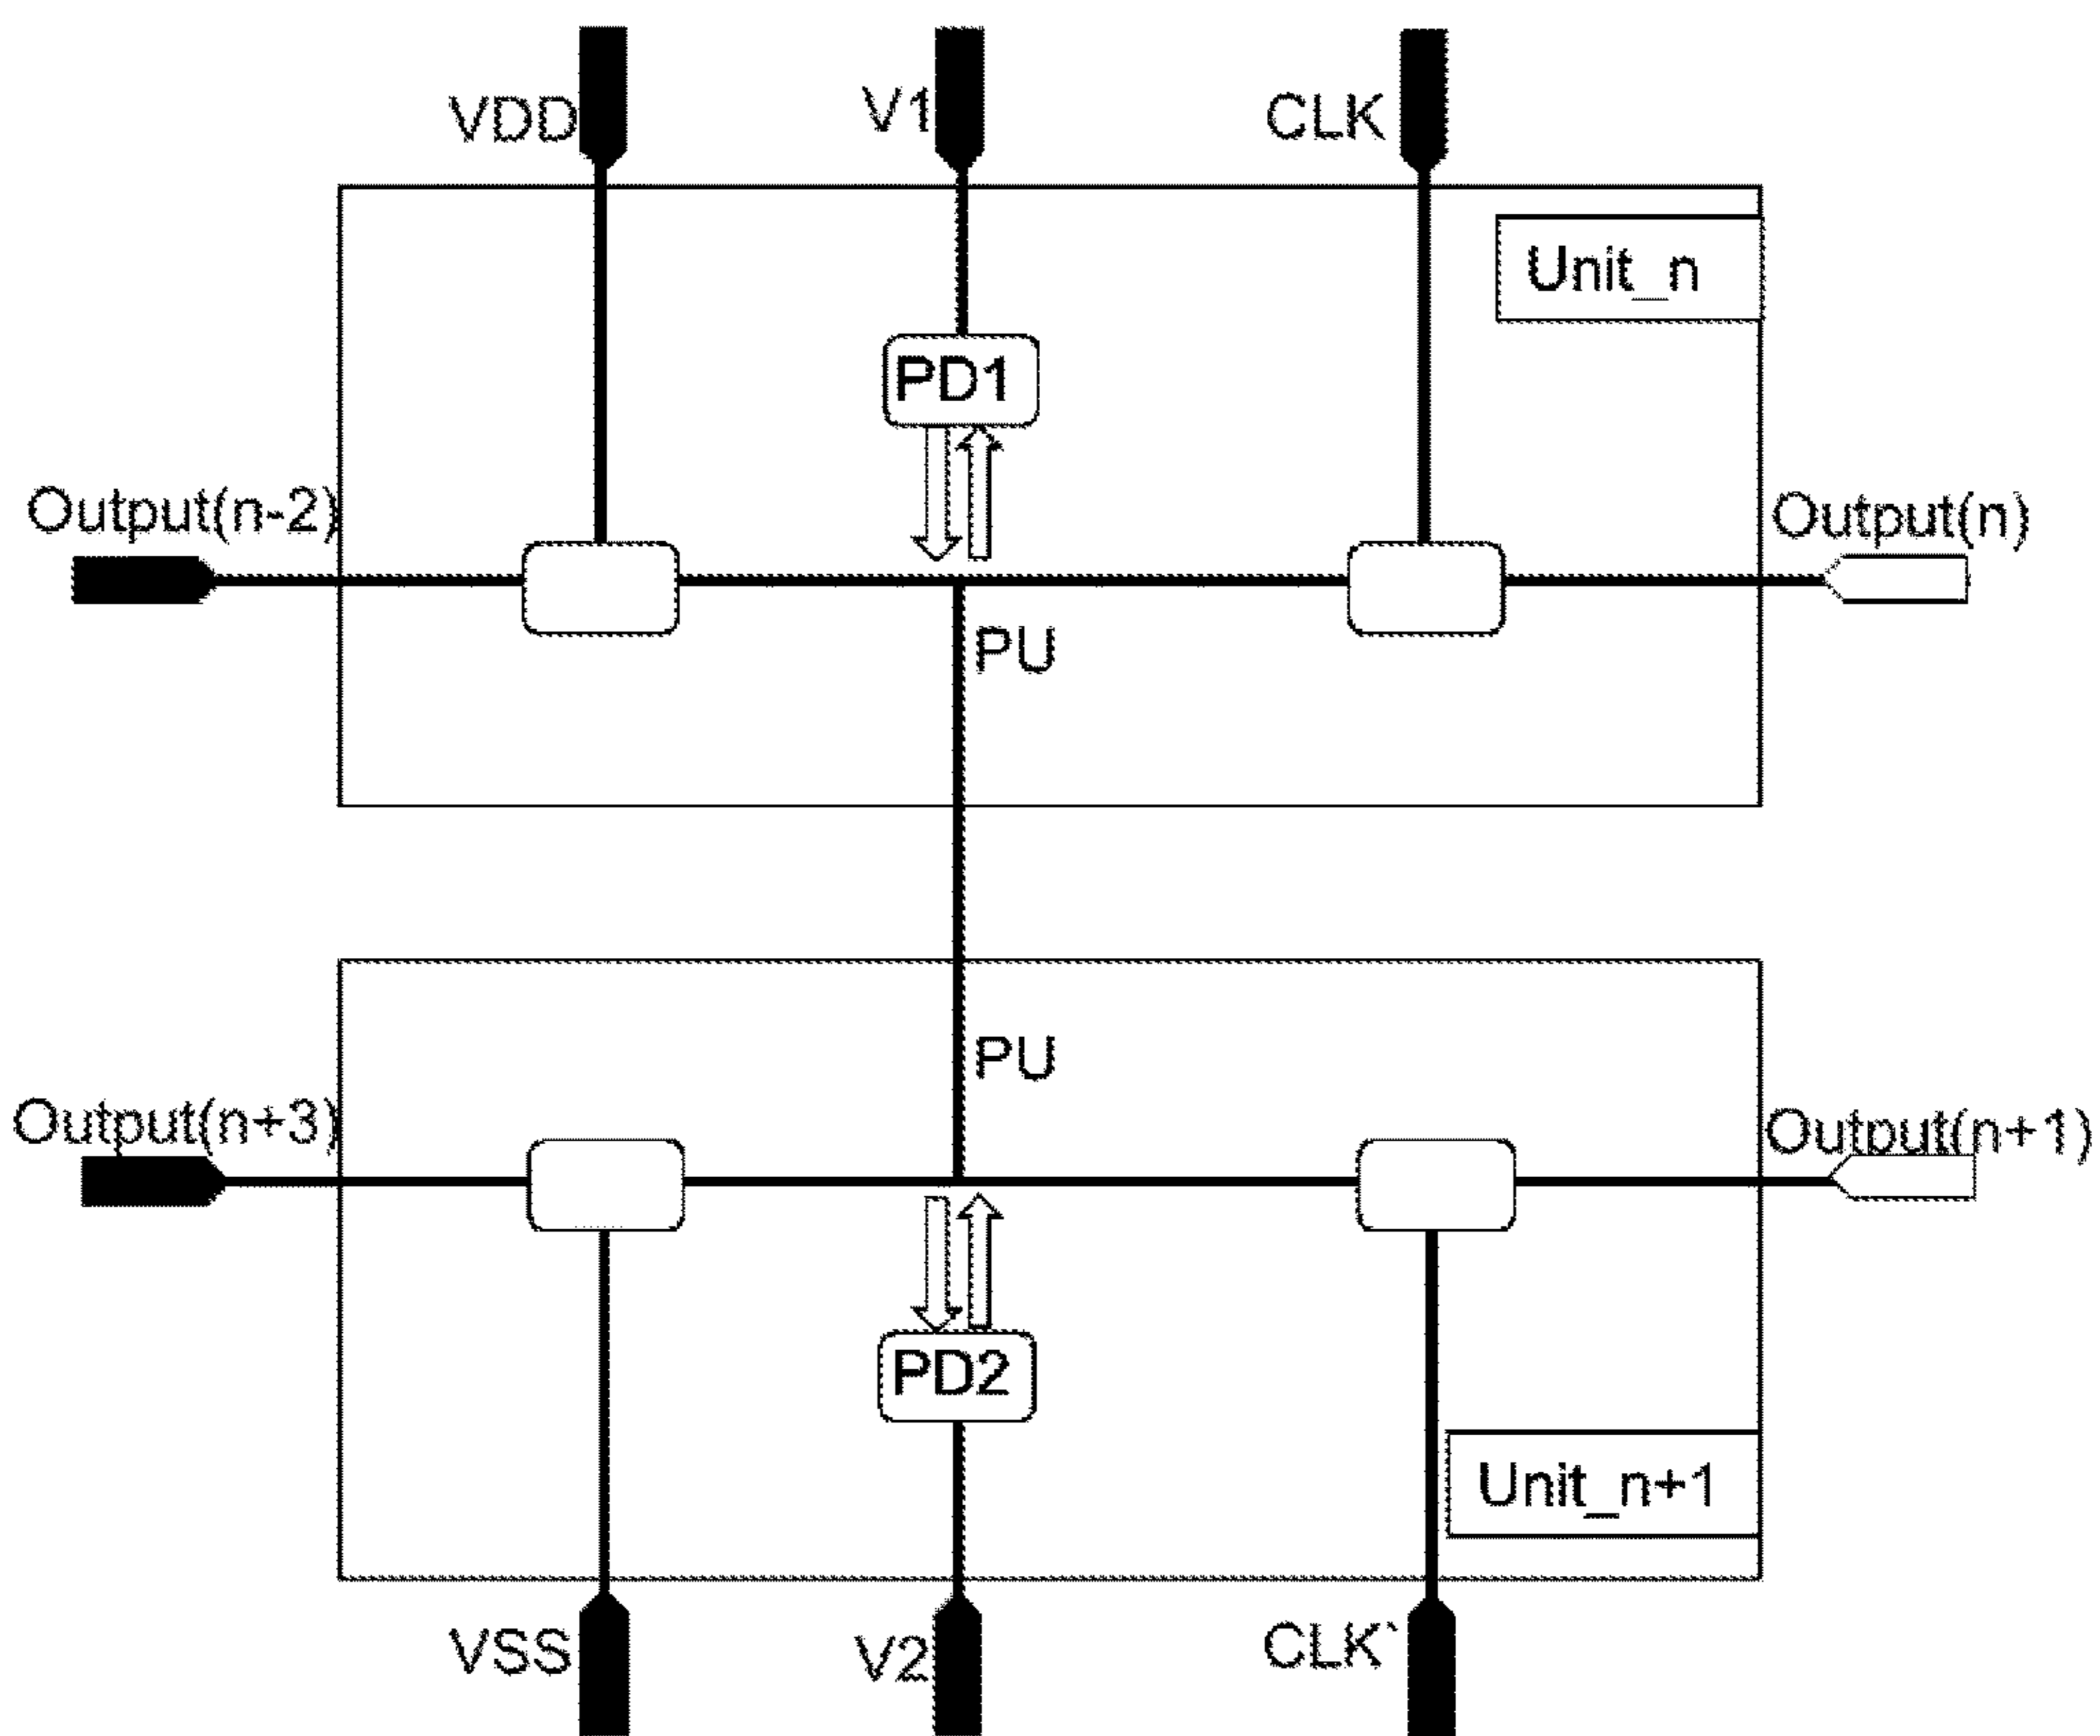 VDD
V1
CLK
Unit_n
PD1
Output(n-2)
Output(n)
PU
PU
Output(n+3)
Output(n+1)
PD2
Unit_n+1
VSS
V2
CLK`